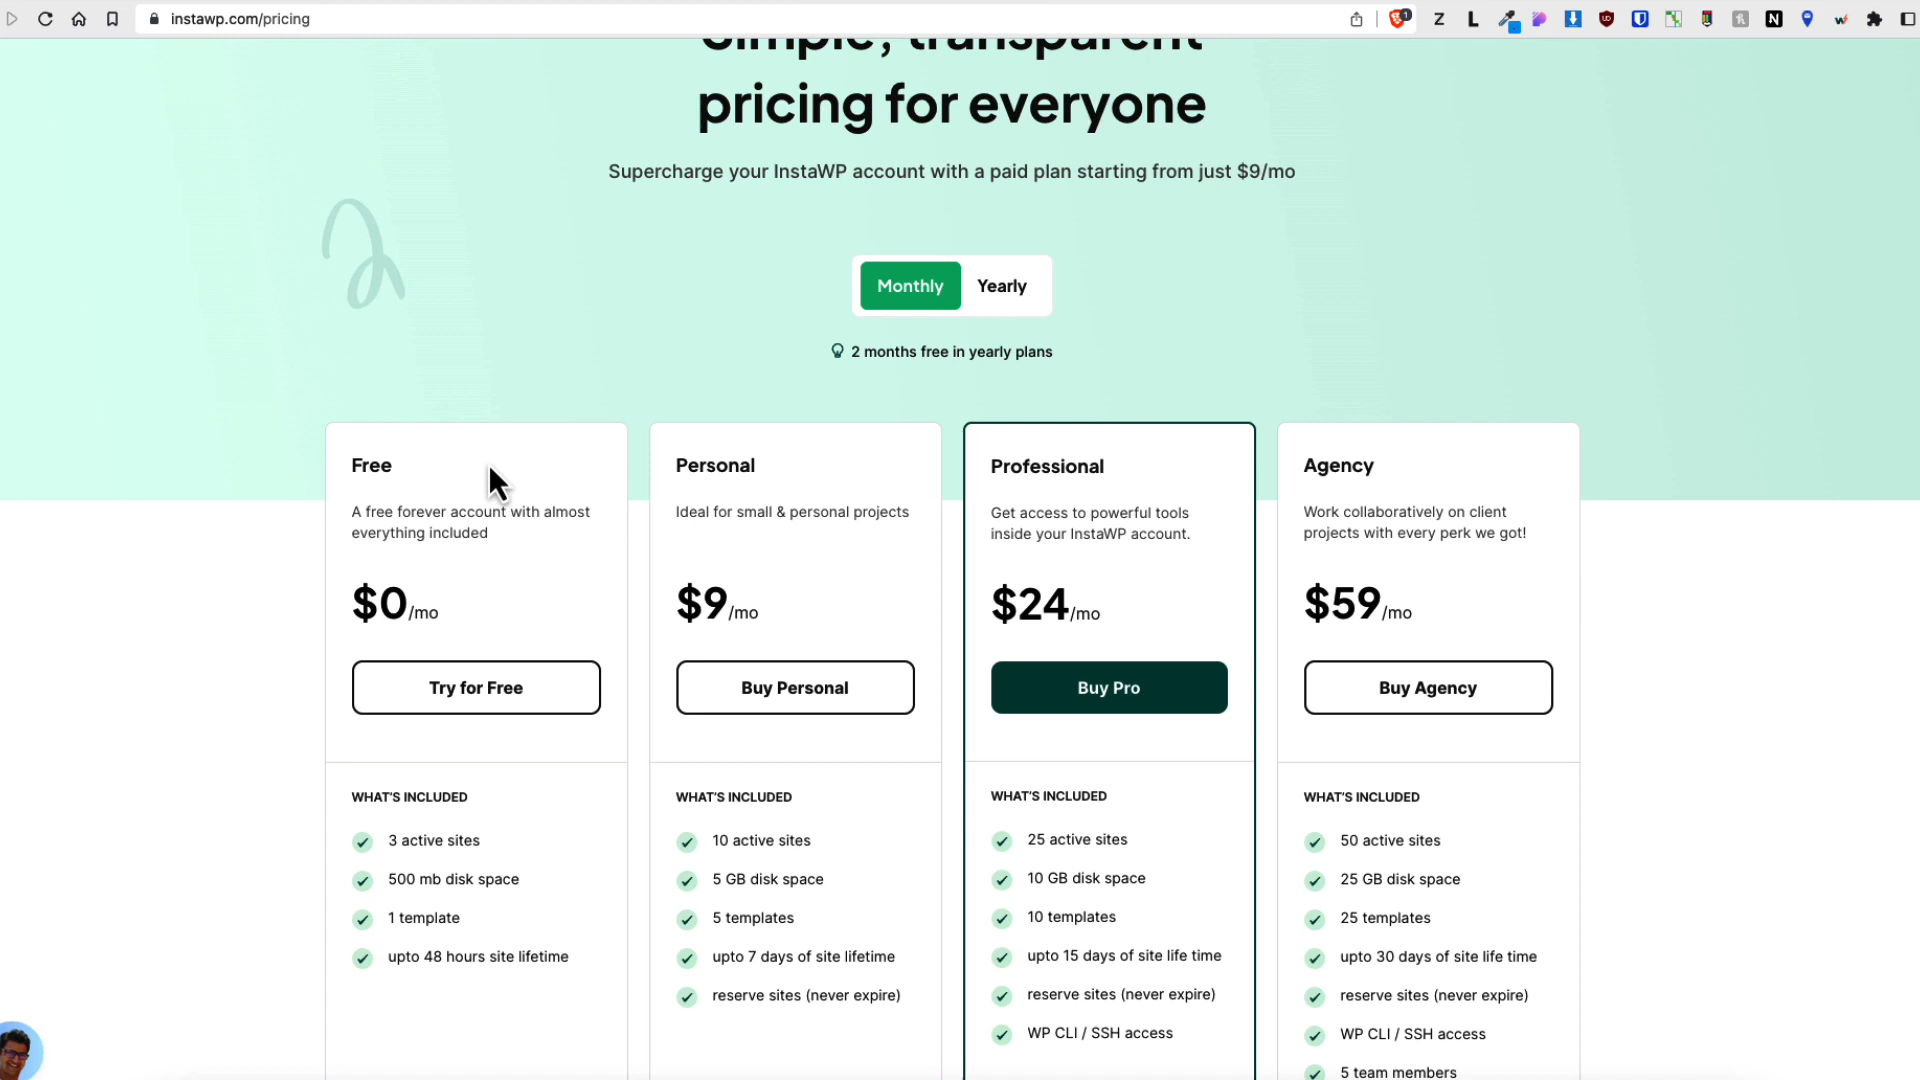 instawp.com/pricing
Simple, transparent
pricing for everyone
Supercharge your InstaWP account with a paid plan starting from just $9/mo
Monthly
Yearly
2 months free in yearly plans
Free
A free forever account with almost
everything included
$0/mo
Try for Free
WHAT'S INCLUDED
3 active sites
500 mb disk space
1 template
upto 48 hours site lifetime
Personal
Ideal for small & personal projects
$9/mo
Buy Personal
WHAT'S INCLUDED
10 active sites
5 GB disk space
5 templates
upto 7 days of site lifetime
reserve sites (never expire)
Professional
Get access to powerful tools
inside your InstaWP account.
$24/mo
Buy Pro
WHAT'S INCLUDED
25 active sites
10 GB disk space
10 templates
upto 15 days of site life time
reserve sites (never expire)
WP CLI / SSH access
Agency
Work collaboratively on client
projects with every perk we got!
$59/mo
Buy Agency
WHAT'S INCLUDED
50 active sites
25 GB disk space
25 templates
upto 30 days of site life time
reserve sites (never expire)
WP CLI / SSH access
5 team members